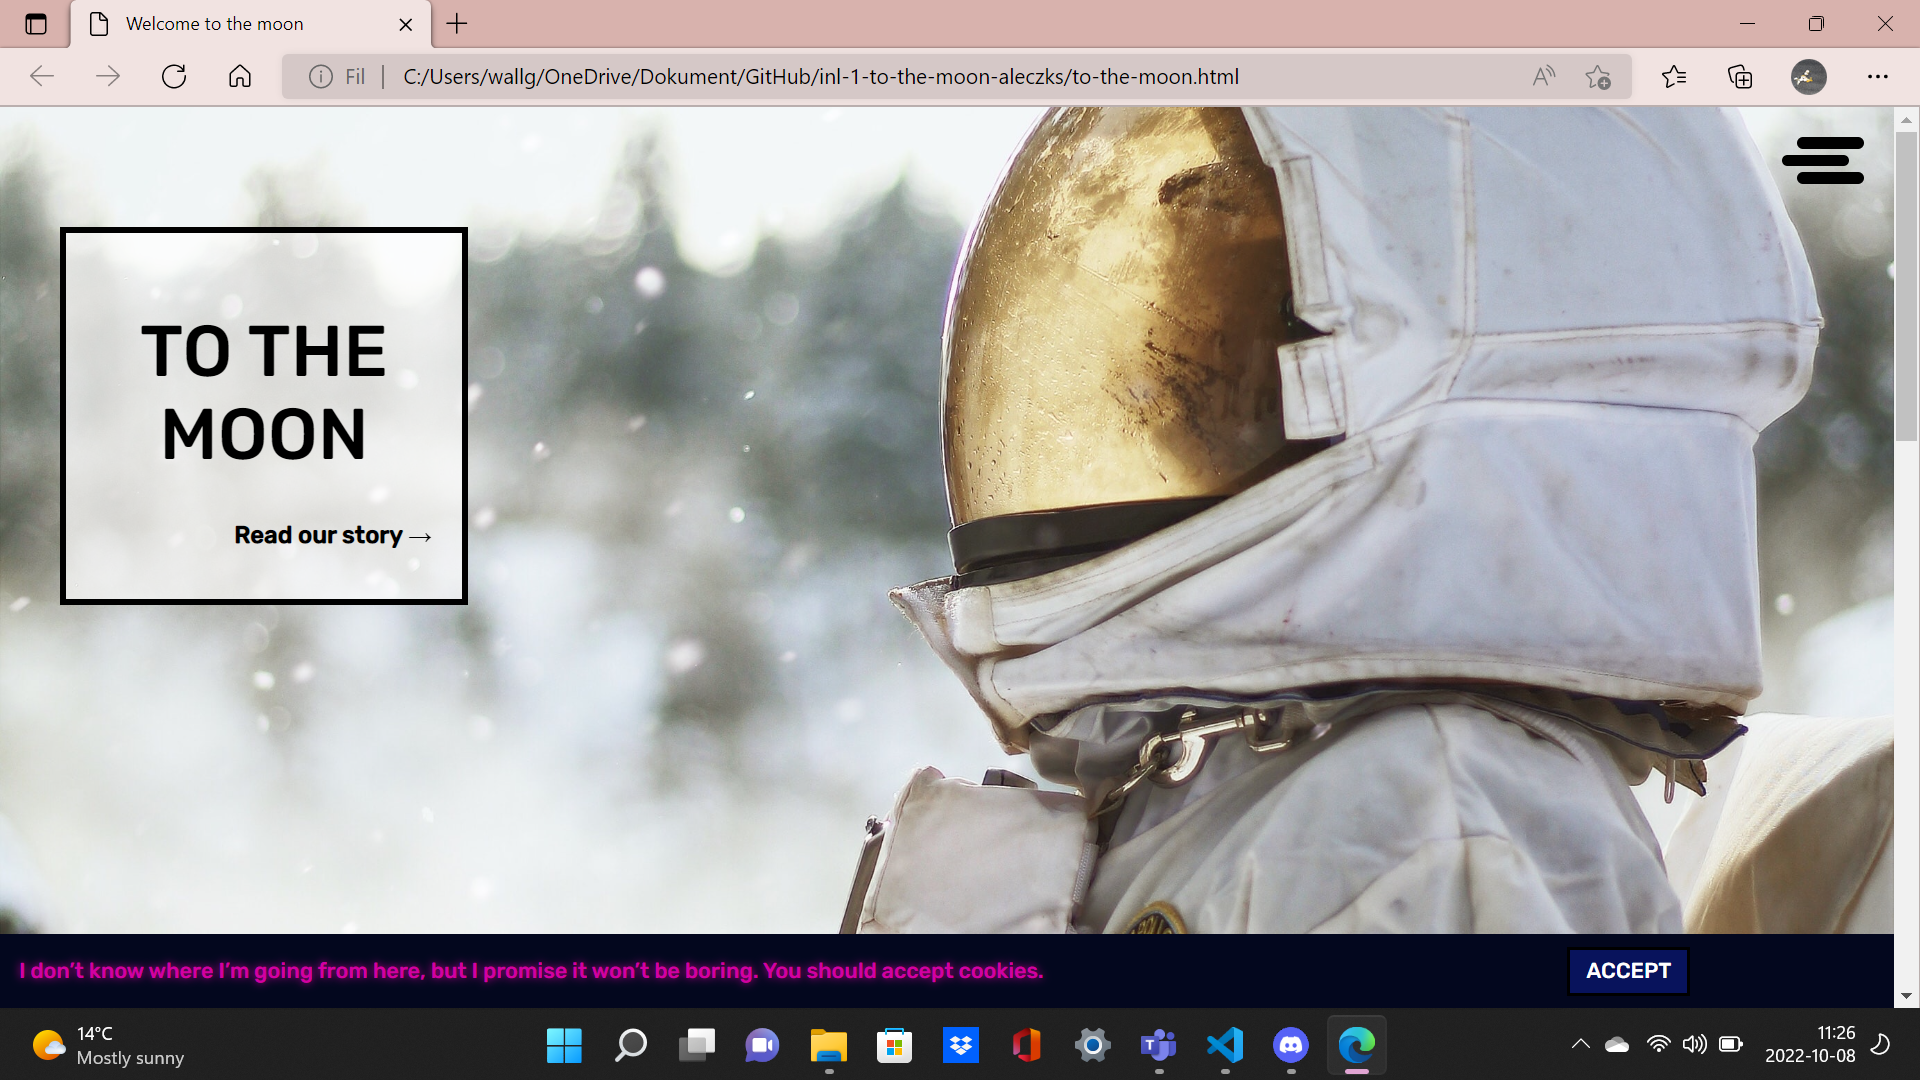 Welcome to the moon
Fil
C:/Users/wallg/OneDrive/Dokument/GitHub/inl-1-to-the-moon-aleczks/to-the-moon.html
TO THE
MOON
Read our story →
I don’t know where I’m going from here, but I promise it won’t be boring. You should accept cookies.
ACCEPT
14°C
Mostly sunny
11:26
2022-10-08